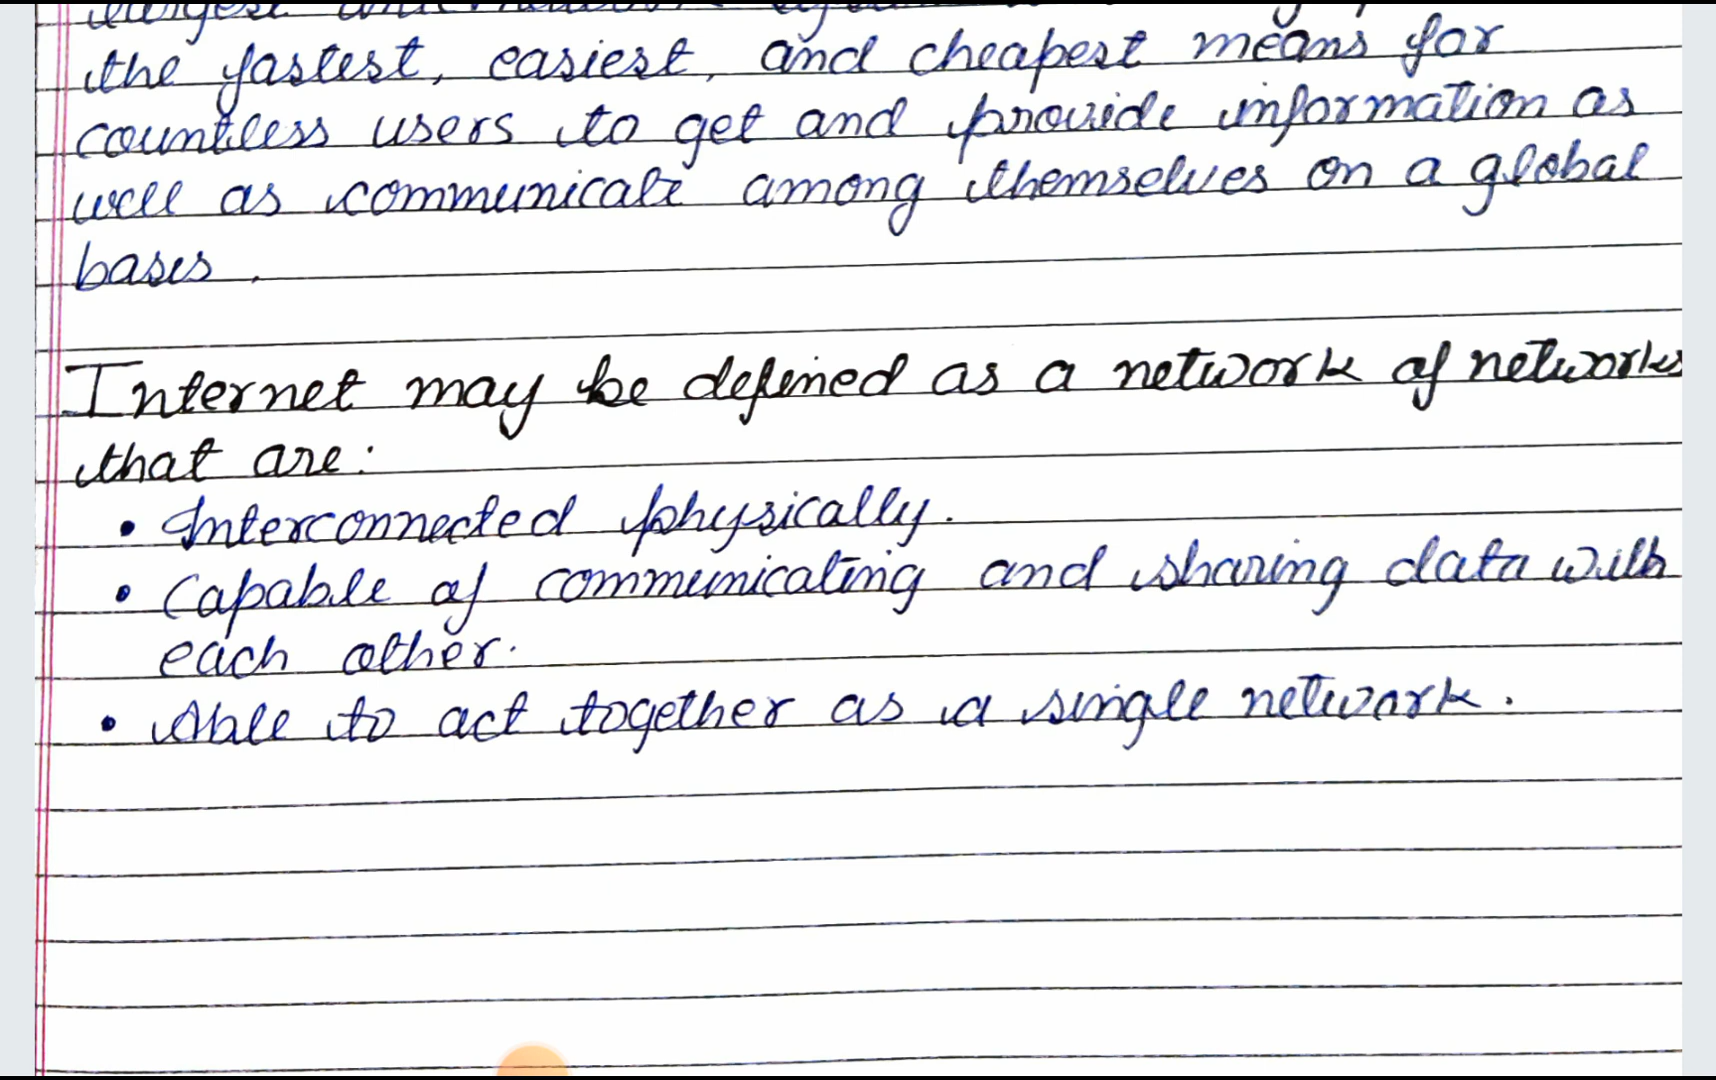 the fastest, easiest, and cheapest means for
countless users to get and provide information as
well as communicate among themselves on a global
bases.
Internet may be defined as a network of networks
that are:
• Interconnected physically.
• Capable of communicating and sharing data with
each other.
• Able to act together as a single network.